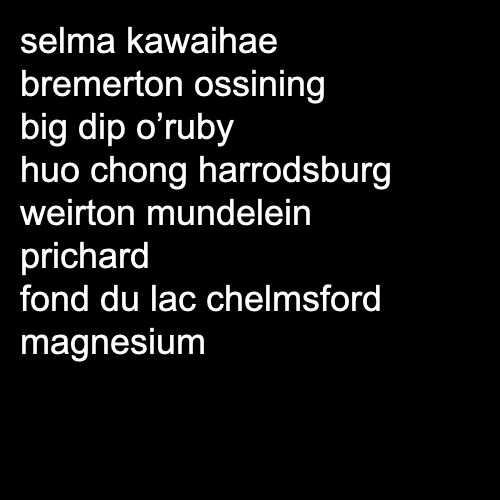 selma kawaihae
bremerton ossining
big dip o’ruby
huo chong harrodsburg
weirton mundelein
prichard
fond du lac chelmsford
magnesium